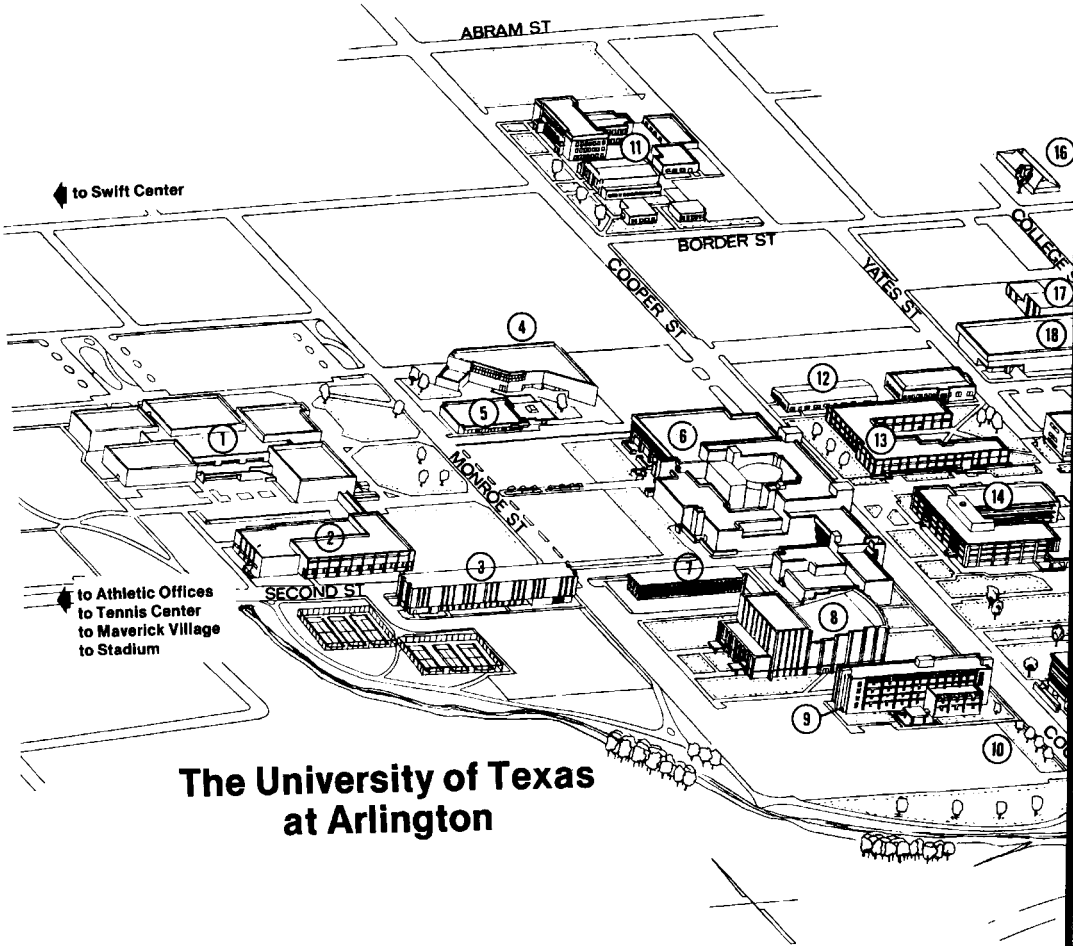 ABRAM ST
11
16
to Swift Center
COLLEGE
BORDER ST
COOPER ST
YATES ST
17
18
4
12
5
1
6
13
MONROE ST
14
2
3
7
SECOND ST
to Athletic Offices
to Tennis Center
to Maverick Village
to Stadium
8
9
10
COO
The University of Texas
at Arlington